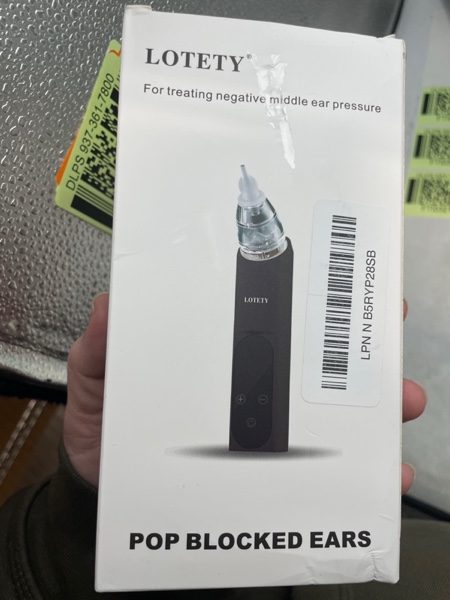 LOTETY®
For treating negative middle ear pressure
DLPS 937-361-7800
LOTETY
LPN N B5RYP28SB
POP BLOCKED EARS